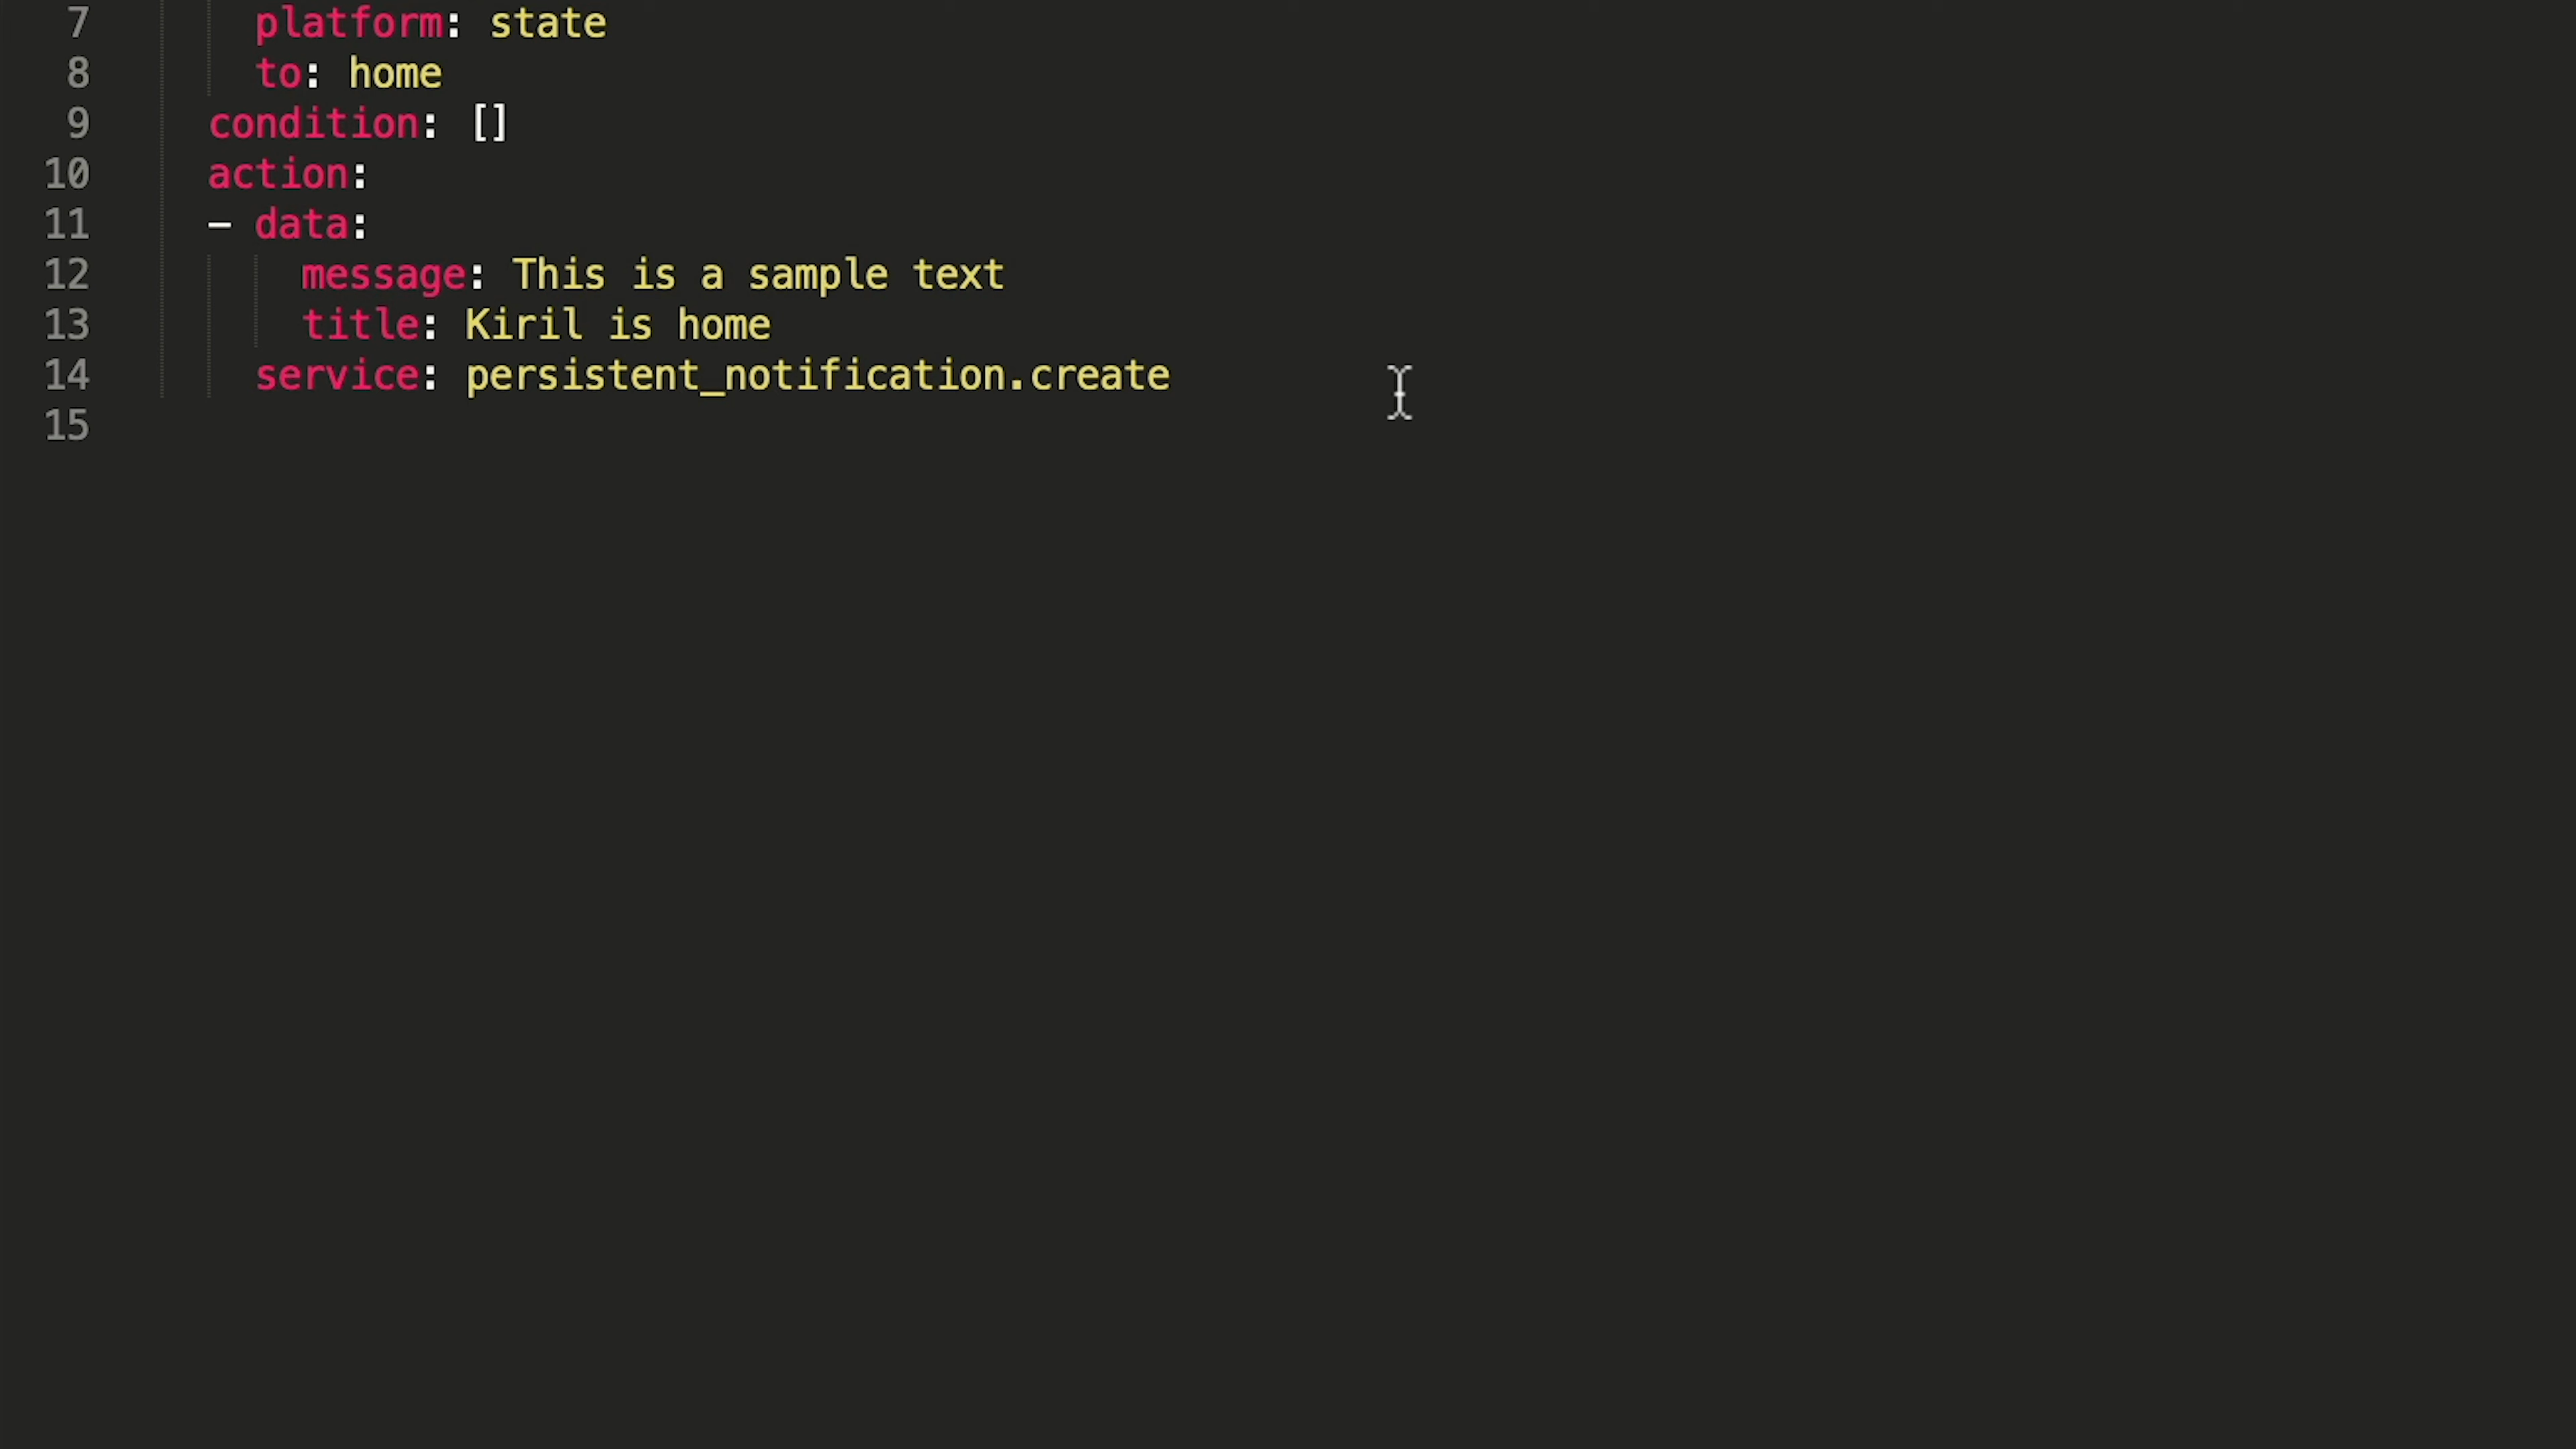 7 platform: state
8 to: home
9 condition: []
10 action:
11 - data:
12 message: This is a sample text
13 title: Kiril is home
14 service: persistent_notification.create
15